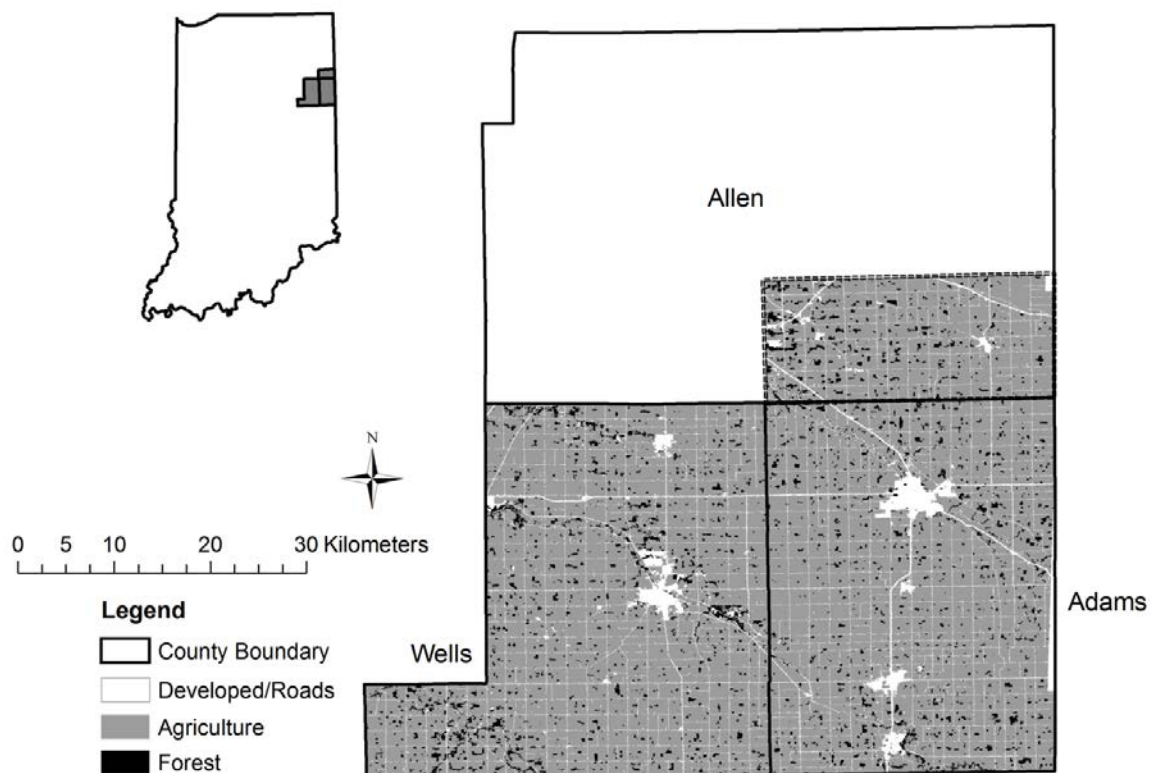 Allen
N
0 5 10 20 30 Kilometers
Legend
County Boundary
Developed/Roads
Agriculture
Forest
Wells
Adams